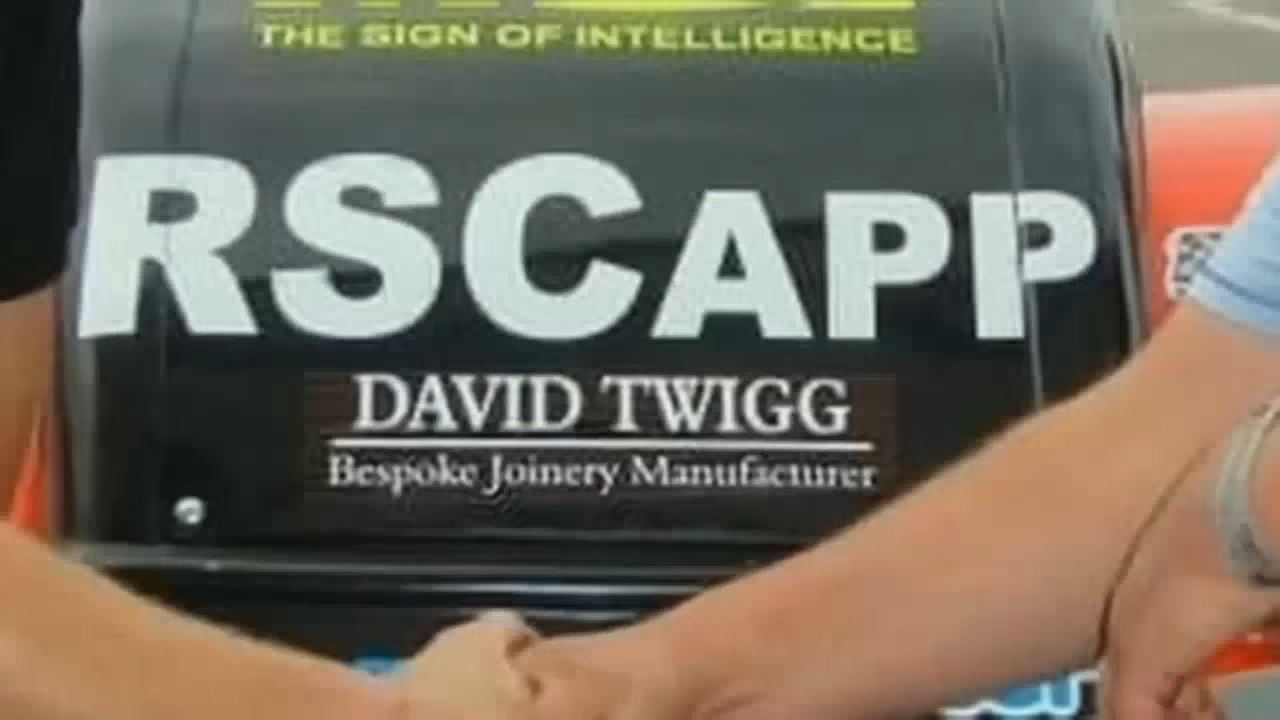 THE SIGN OF INTELLIGENCE
RSCAPP
DAVID TWIGG
Bespoke Joinery Manufacturer